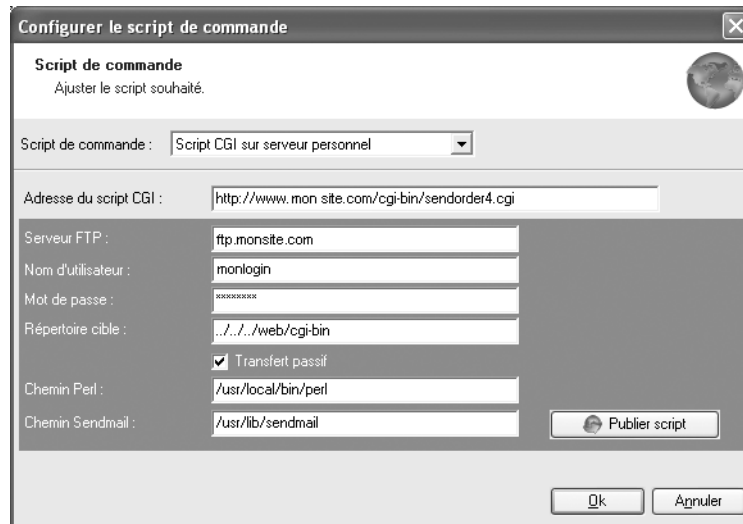 Configurer le script de commande
Script de commande
Ajuster le script souhaité.
Script de commande : Script CGI sur serveur personnel
Adresse du script CGI : http://www. mon site.com/cgi-bin/sendorder4.cgi
Serveur FTP : ftp.monsite.com
Nom d'utilisateur : monlogin
Mot de passe : ××××××××
Répertoire cible : ../../../web/cgi-bin
Transfert passif
Chemin Perl : /usr/local/bin/perl
Chemin Sendmail : /usr/lib/sendmail
Publier script
Ok Annuler